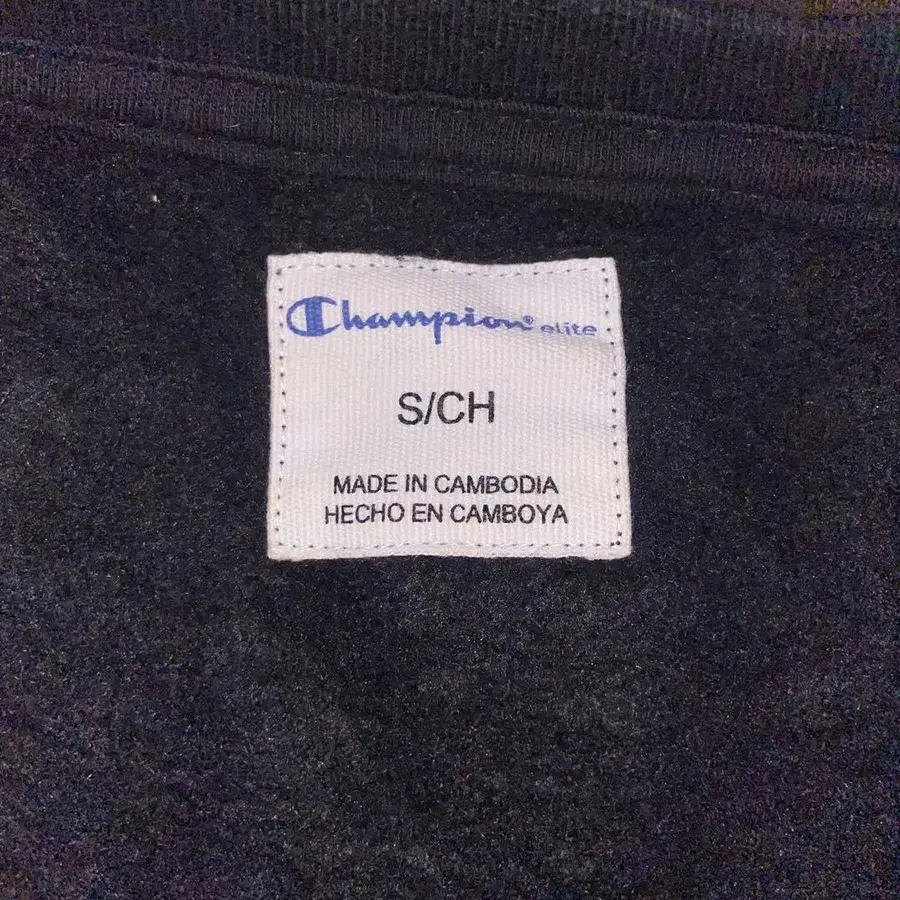 Champion® elite
S/CH
MADE IN CAMBODIA
HECHO EN CAMBOYA